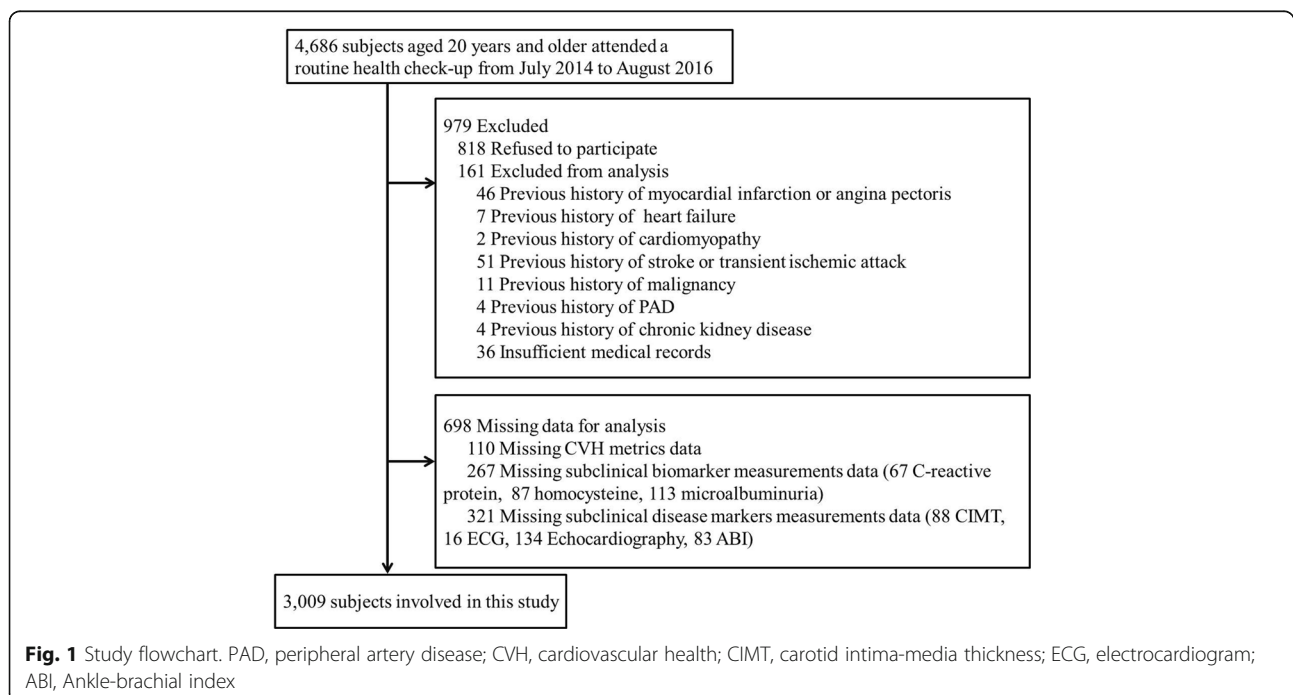 4,686 subjects aged 20 years and older attended a
routine health check-up from July 2014 to August 2016
979 Excluded
818 Refused to participate
161 Excluded from analysis
46 Previous history of myocardial infarction or angina pectoris
7 Previous history of heart failure
2 Previous history of cardiomyopathy
51 Previous history of stroke or transient ischemic attack
11 Previous history of malignancy
4 Previous history of PAD
4 Previous history of chronic kidney disease
36 Insufficient medical records
698 Missing data for analysis
110 Missing CVH metrics data
267 Missing subclinical biomarker measurements data (67 C-reactive
protein, 87 homocysteine, 113 microalbuminuria)
321 Missing subclinical disease markers measurements data (88 CIMT,
16 ECG, 134 Echocardiography, 83 ABI)
3,009 subjects involved in this study
Fig. 1 Study flowchart. PAD, peripheral artery disease; CVH, cardiovascular health; CIMT, carotid intima-media thickness; ECG, electrocardiogram;
ABI, Ankle-brachial index